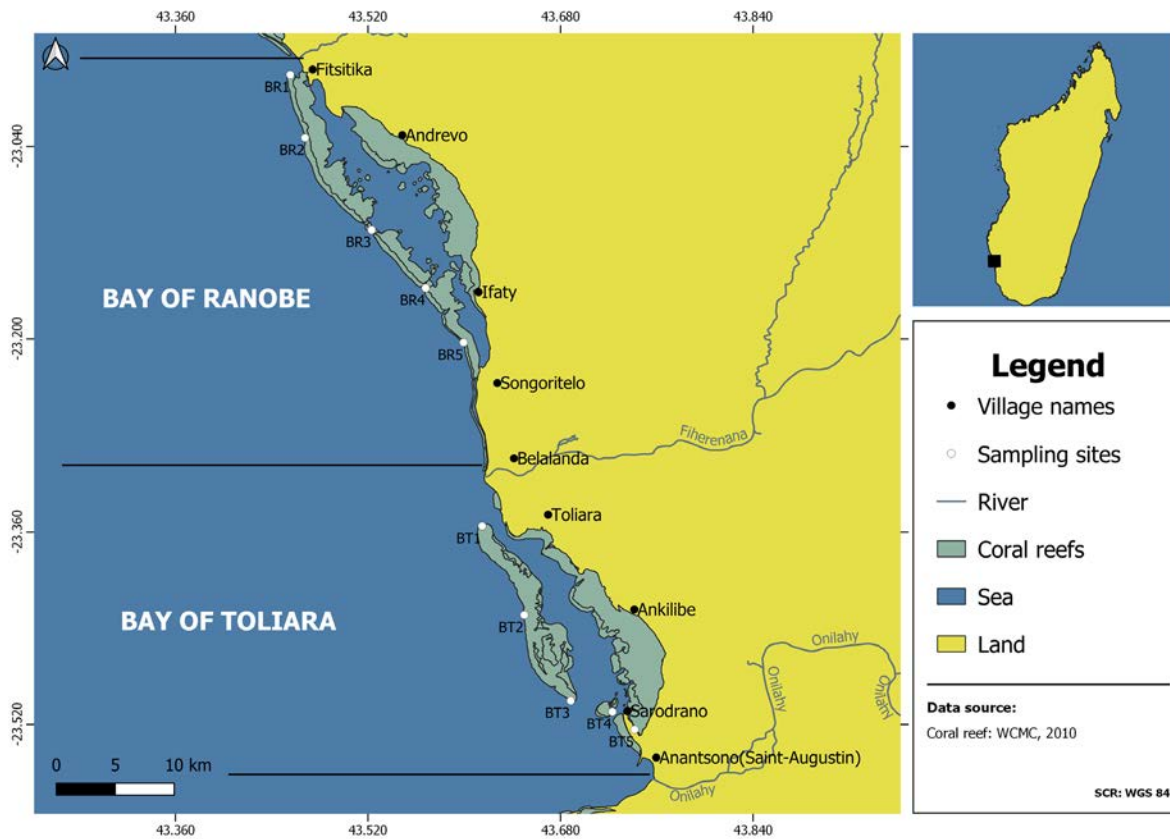 43.360 43.520 43.680 43.840
Fitsitika
BR1
Andrevo
-23.040
BR2
BR3
BAY OF RANOBE
BR4
Ifaty
-23.200
BR5
Songoritelo
Fiherenana
Belalanda
Toliara
-23.360
BT1
BAY OF TOLIARA
BT2
Ankilibe
Onilahy
Onilahy
Onilahy
BT3
BT4
Sarodrano
-23.520
BT5
Anantsono(Saint-Augustin)
Onilahy
0 5 10 km
43.360 43.520 43.680 43.840
Legend
Village names
Sampling sites
River
Coral reefs
Sea
Land
Data source:
Coral reef: WCMC, 2010
SCR: WGS 84